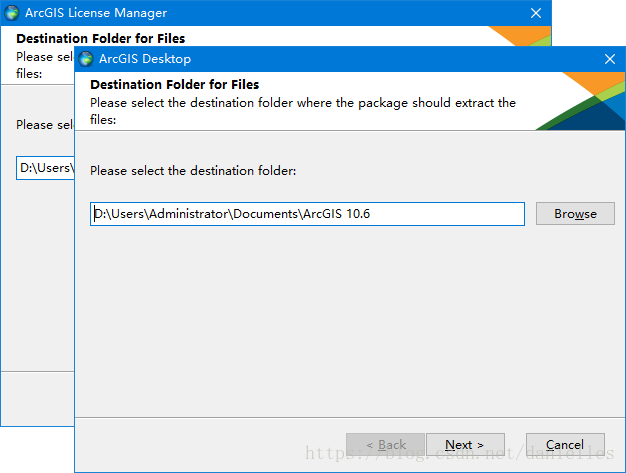 ArcGIS License Manager
Destination Folder for Files
Please sel
files:
Please sel
D:\Users\
ArcGIS Desktop
Destination Folder for Files
Please select the destination folder where the package should extract the
files:
Please select the destination folder:
D:\Users\Administrator\Documents\ArcGIS 10.6
Browse
< Back
Next >
Cancel
https://blog.csdn.net/danielles